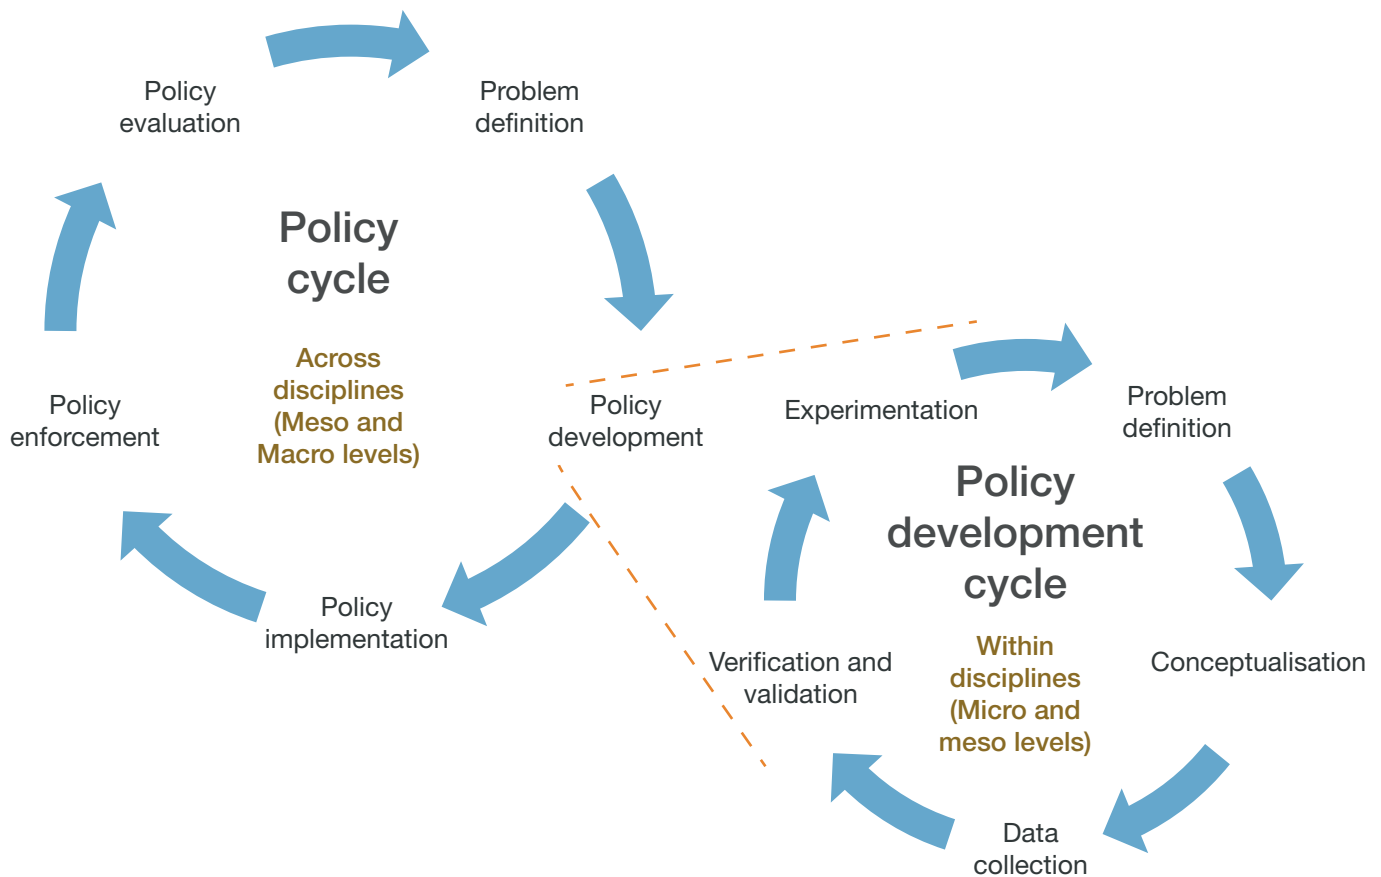 Policy
evaluation
Problem
definition
Policy
cycle
Across
disciplines
(Meso and
Macro levels)
Policy
enforcement
Policy
development
Policy
implementation
Experimentation
Problem
definition
Policy
development
cycle
Within
disciplines
(Micro and
meso levels)
Verification and
validation
Conceptualisation
Data
collection